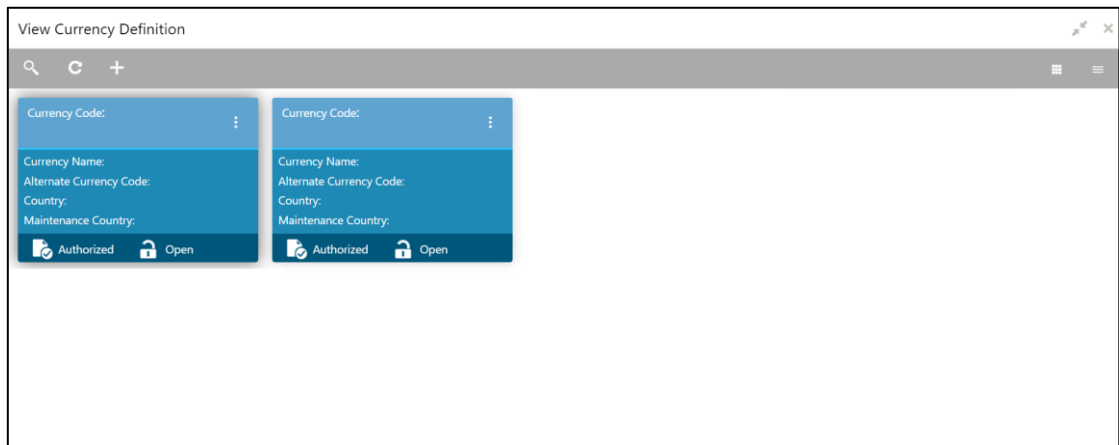 View Currency Definition
Currency Code:
Currency Name:
Alternate Currency Code:
Country:
Maintenance Country:
Authorized Open
Currency Code:
Currency Name:
Alternate Currency Code:
Country:
Maintenance Country:
Authorized Open